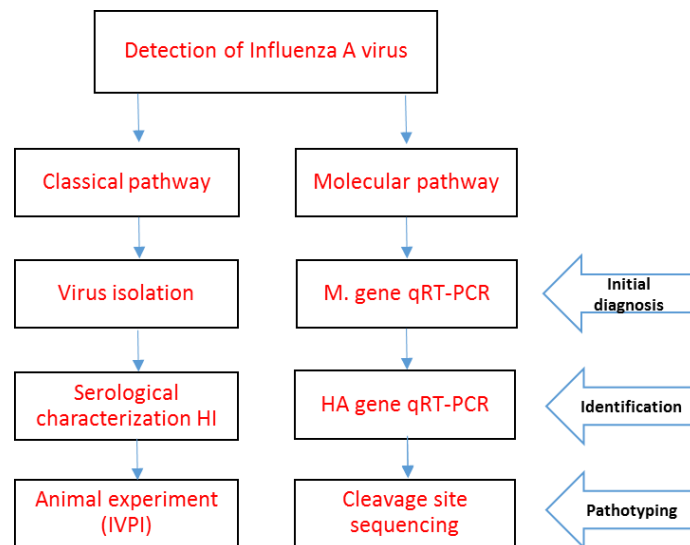 Detection of Influenza A virus
Classical pathway
Molecular pathway
Virus isolation
M. gene qRT-PCR
Initial
diagnosis
Serological
characterization HI
HA gene qRT-PCR
Identification
Animal experiment
(IVPI)
Cleavage site
sequencing
Pathotyping